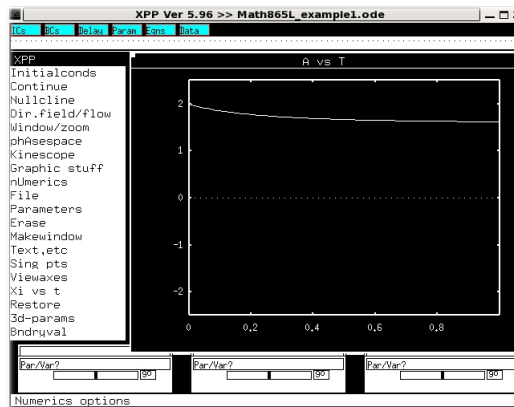 XPP Ver 5.96 >> Math865L_example1.ode
ICs BCs Delay Param Eqns Data
XPP
Initialconds
Continue
Nullcline
Dir.field/flow
Window/zoom
phAsespace
Kinescope
Graphic stuff
nUmerics
File
Parameters
Erase
Makewindow
Text,etc
Sing pts
Viewaxes
Xi vs t
Restore
3d-params
Bndryval
A vs T
2
1
0
-1
-2
0 0.2 0.4 0.6 0.8
Par/Var? Par/Var? Par/Var?
go go go
Numerics options